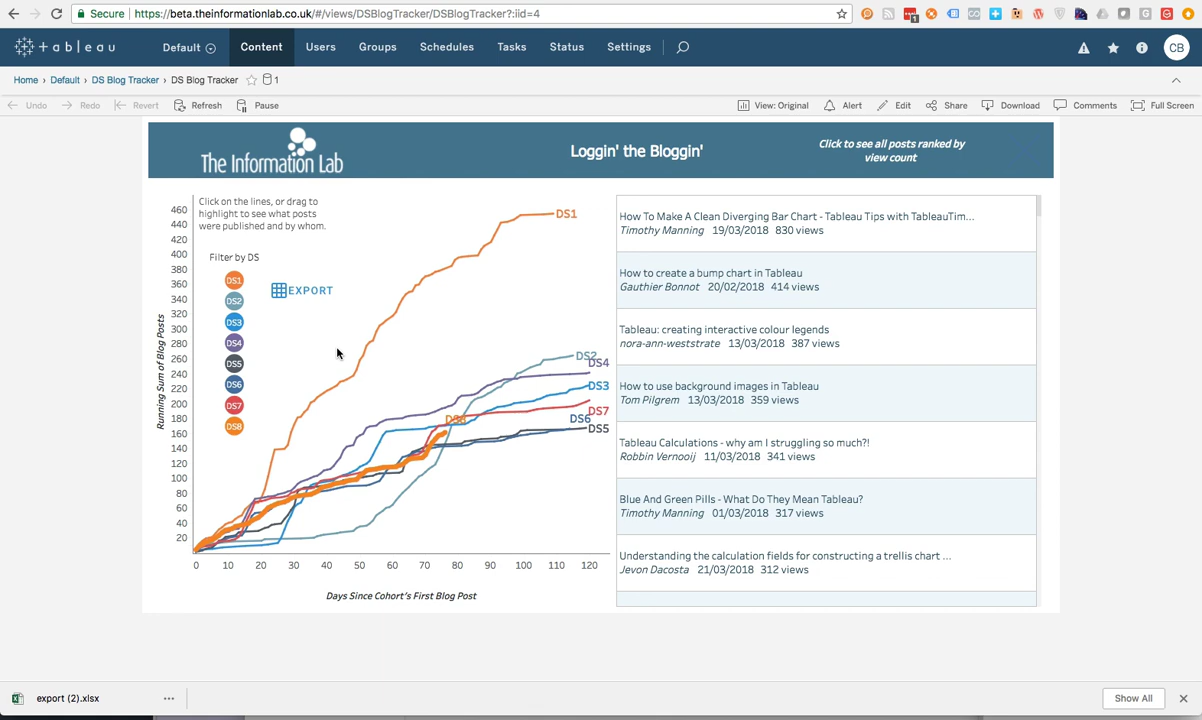 Secure https://beta.theinformationlab.co.uk/#/views/DSBlogTracker/DSBlogTracker?:iid=4
+ a b l e a u Default Content Users Groups Schedules Tasks Status Settings CB
Home › Default › DS Blog Tracker › DS Blog Tracker 1
Undo Redo Revert Refresh Pause View: Original Alert Edit Share Download Comments Full Screen
The Information Lab
Loggin' the Bloggin'
Click to see all posts ranked by
view count
Click on the lines, or drag to
highlight to see what posts
were published and by whom.
Filter by DS
DS1
DS2
DS3
DS4
DS5
DS6
DS7
DS8
EXPORT
Running Sum of Blog Posts
460
440
420
400
380
360
340
320
300
280
260
240
220
200
180
160
140
120
100
80
60
40
20
DS1
DS2
DS4
DS3
DS7
DS8
DS6
DS5
0 10 20 30 40 50 60 70 80 90 100 110 120
Days Since Cohort's First Blog Post
How To Make A Clean Diverging Bar Chart - Tableau Tips with TableauTim...
Timothy Manning 19/03/2018 830 views
How to create a bump chart in Tableau
Gauthier Bonnot 20/02/2018 414 views
Tableau: creating interactive colour legends
nora-ann-weststrate 13/03/2018 387 views
How to use background images in Tableau
Tom Pilgrem 13/03/2018 359 views
Tableau Calculations - why am I struggling so much?!
Robbin Vernooij 11/03/2018 341 views
Blue And Green Pills - What Do They Mean Tableau?
Timothy Manning 01/03/2018 317 views
Understanding the calculation fields for constructing a trellis chart ...
Jevon Dacosta 21/03/2018 312 views
export (2).xlsx
Show All